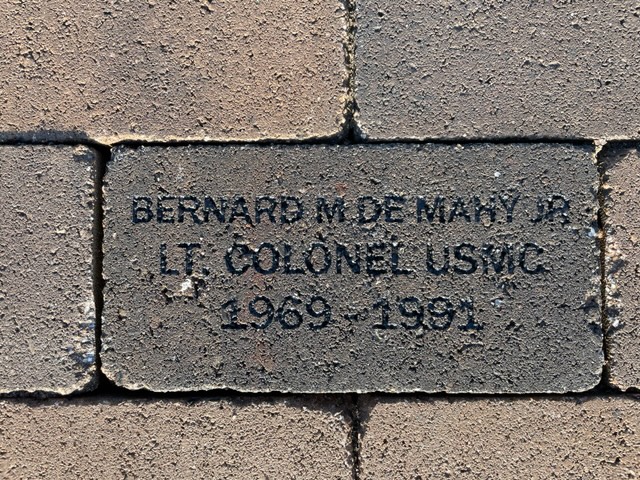 BERNARD M DE MAHY JR
LT. COLONEL USMC
1969-1991